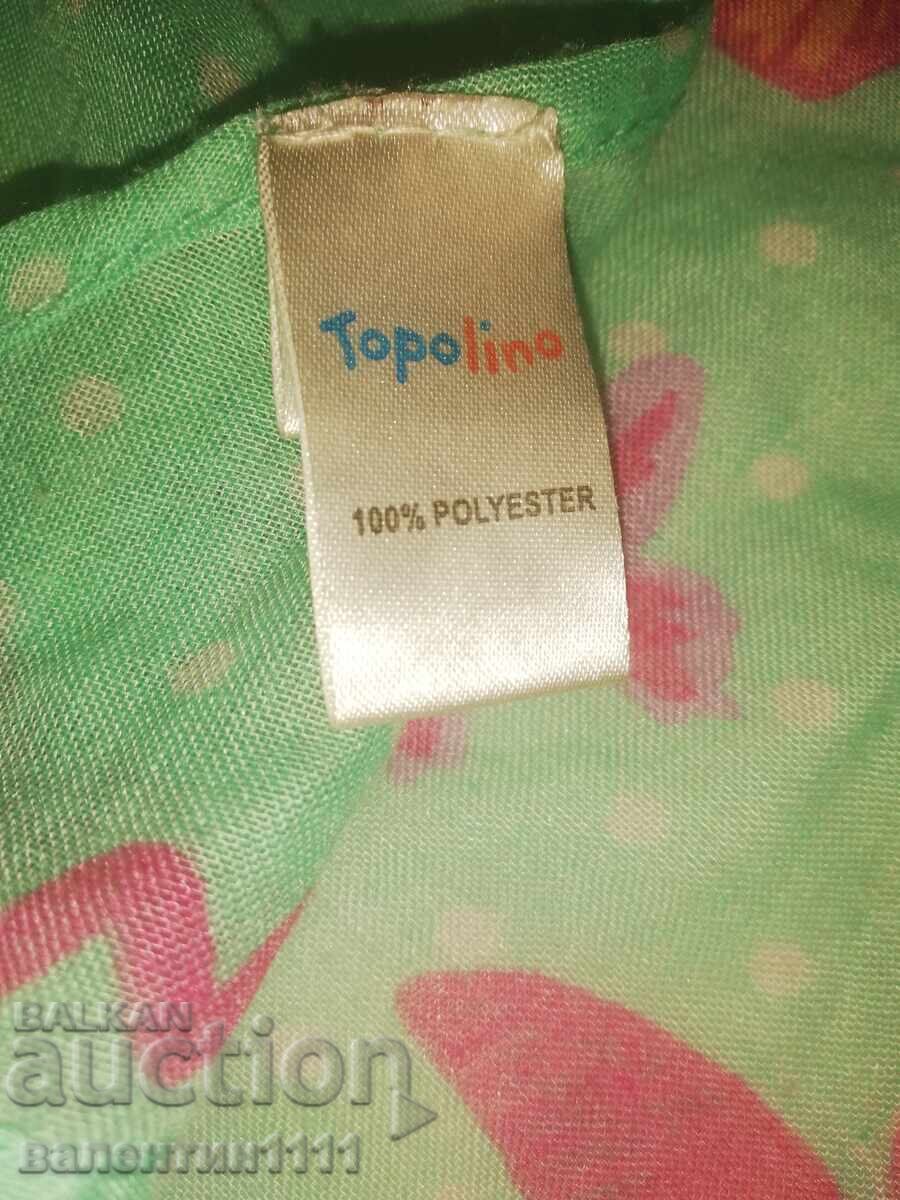 Topolino
100% POLYESTER
BALKAN
auction
валентин1111